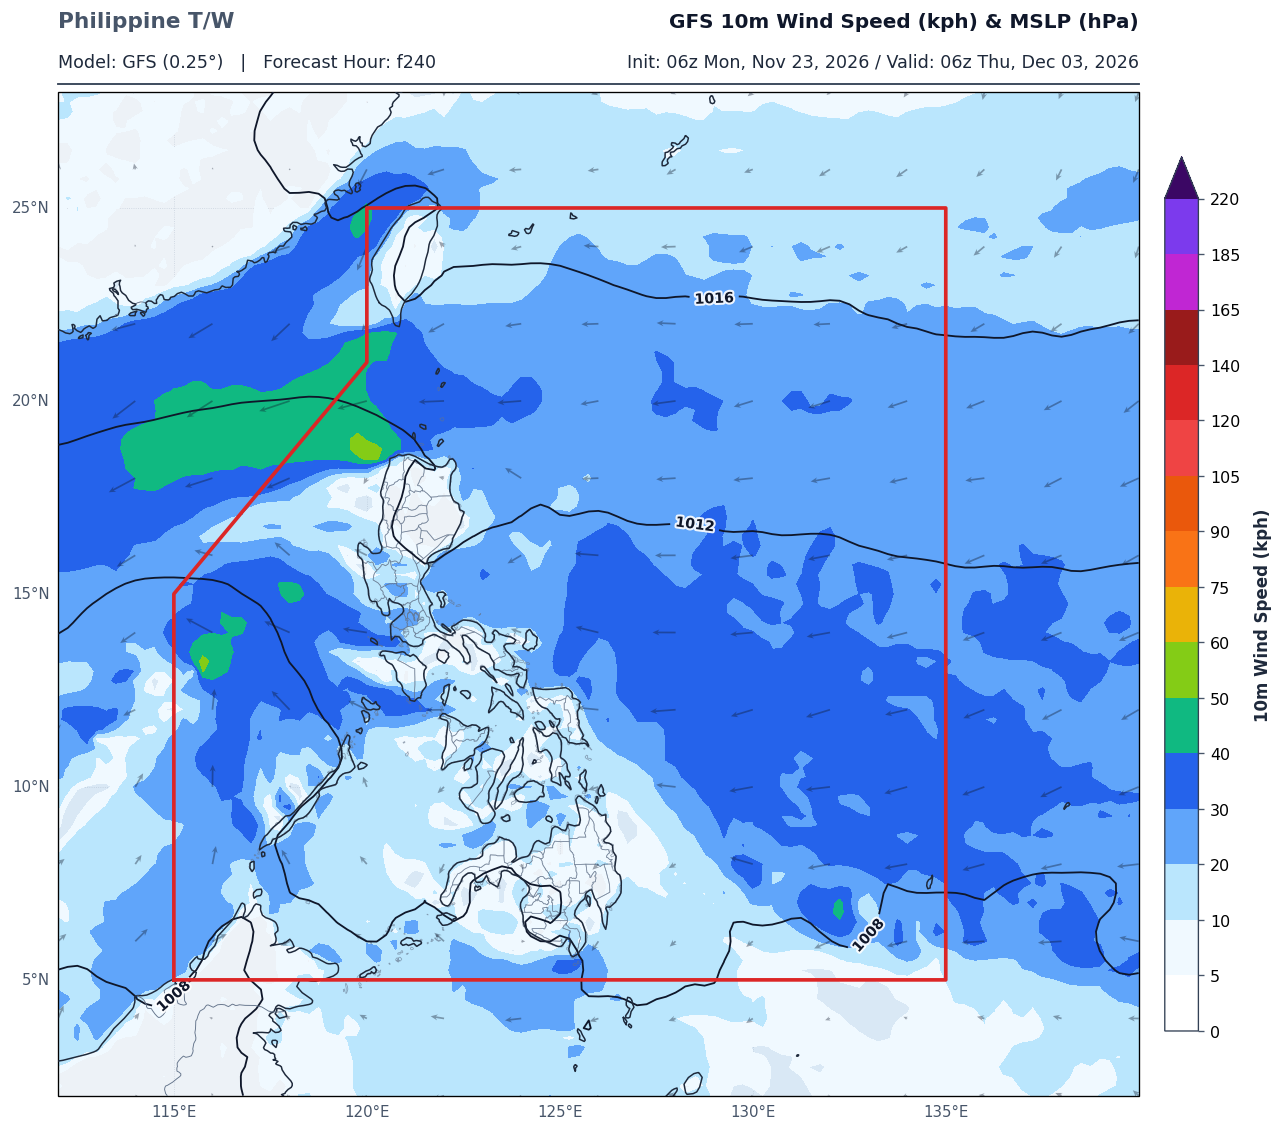 Philippine T/W
GFS 10m Wind Speed (kph) & MSLP (hPa)
Model: GFS (0.25°)   |   Forecast Hour: f240
Init: 06z Mon, Nov 23, 2026 / Valid: 06z Thu, Dec 03, 2026
25°N
20°N
15°N
10°N
5°N
1016
1012
1008
1008
115°E
120°E
125°E
130°E
135°E
220
185
165
140
120
105
90
75
60
50
40
30
20
10
5
0
10m Wind Speed (kph)